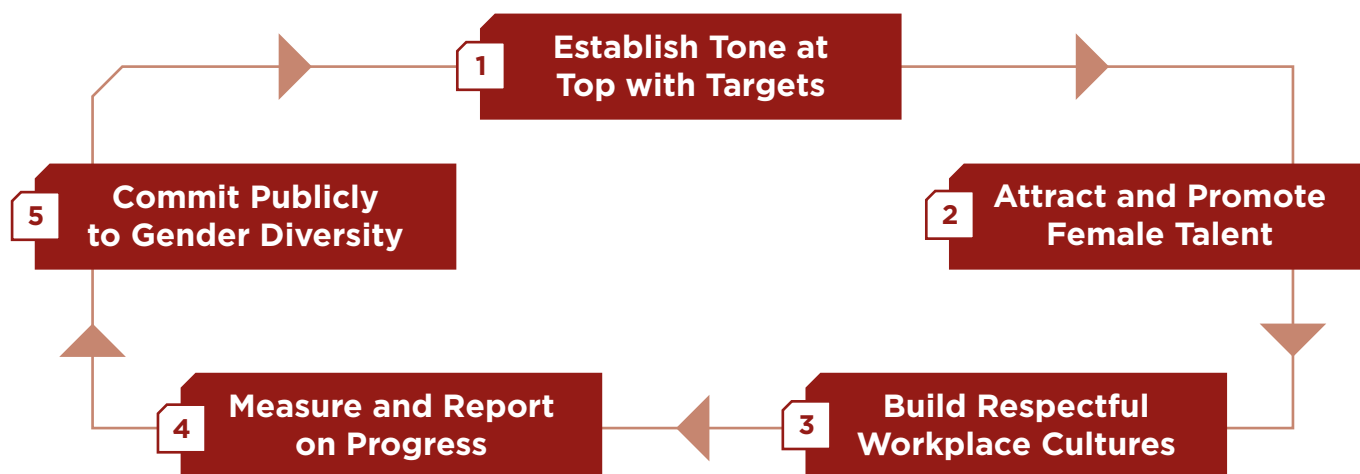 1
Establish Tone at
Top with Targets
2
Attract and Promote
Female Talent
3
Build Respectful
Workplace Cultures
4
Measure and Report
on Progress
5
Commit Publicly
to Gender Diversity